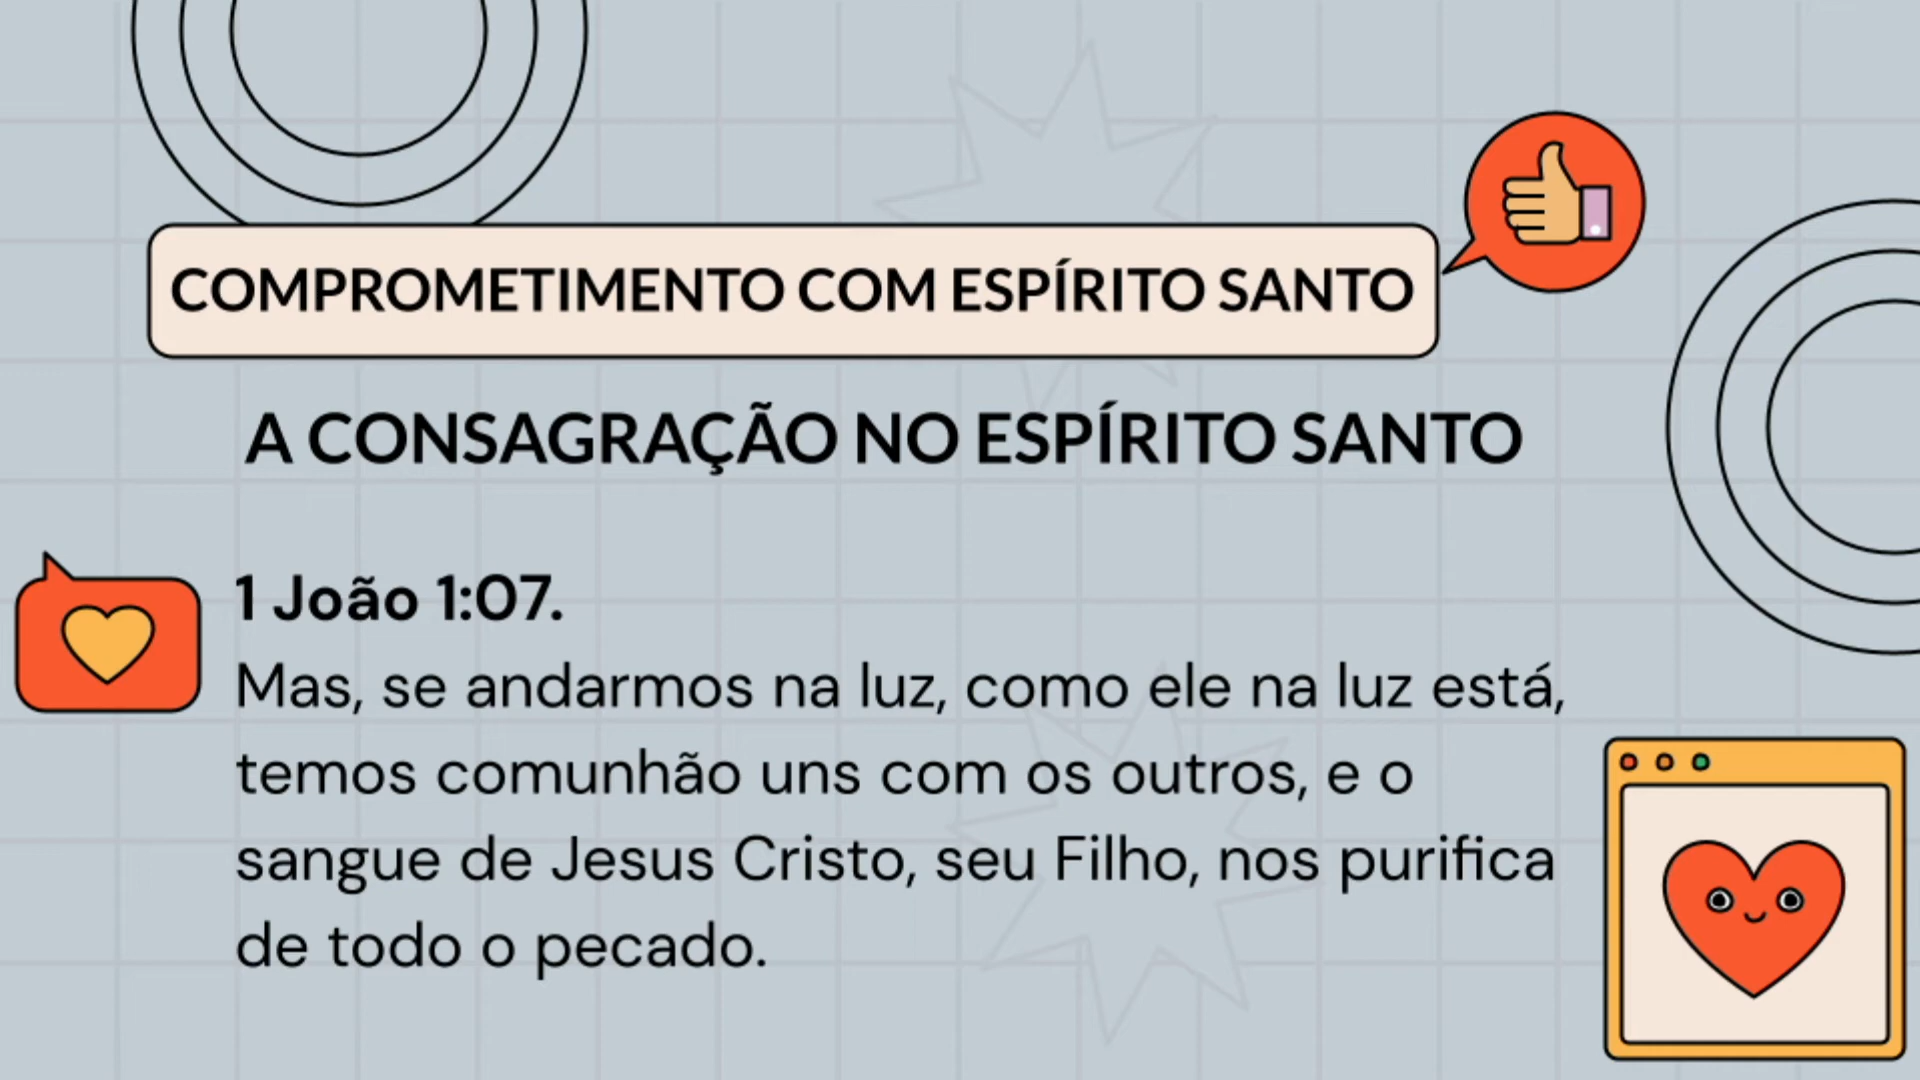 COMPROMETIMENTO COM ESPÍRITO SANTO
A CONSAGRAÇÃO NO ESPÍRITO SANTO
1 João 1:07.
Mas, se andarmos na luz, como ele na luz está,
temos comunhão uns com os outros, e o
sangue de Jesus Cristo, seu Filho, nos purifica
de todo o pecado.